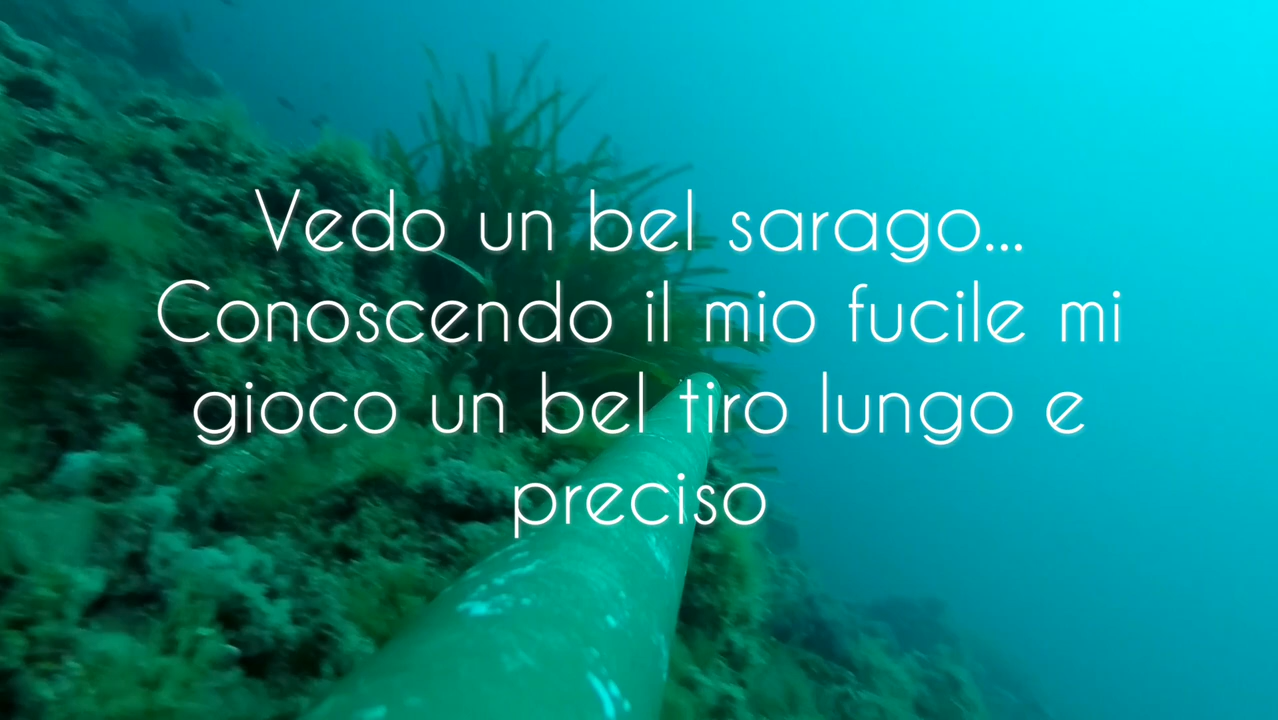 Vedo un bel sarago...
Conoscendo il mio fucile mi
gioco un bel tiro lungo e
preciso